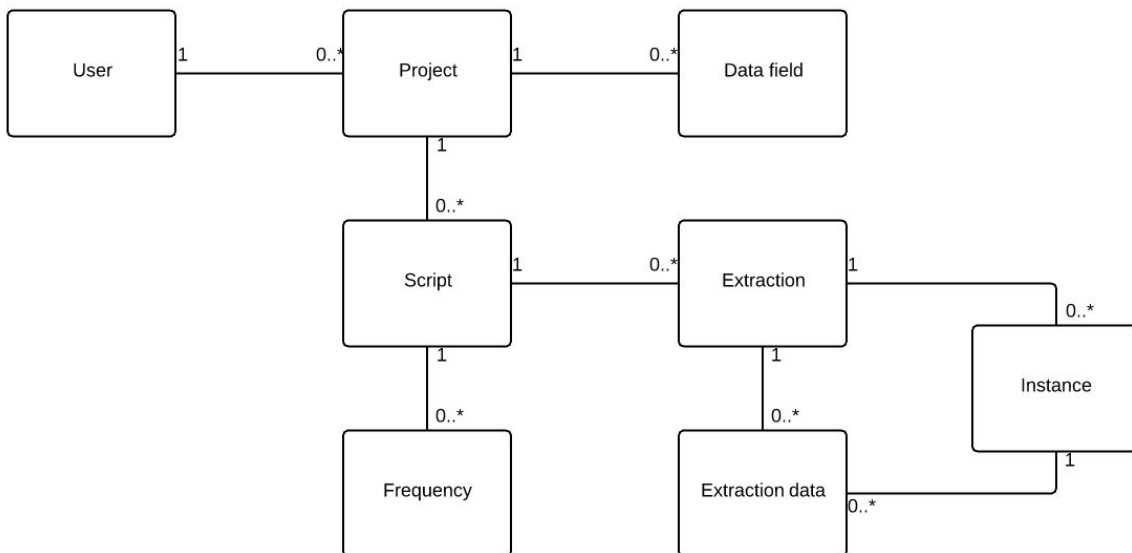 User
1
0..*
Project
1
0..*
Data field
1
0..*
Script
1
0..*
Extraction
1
0..*
Instance
1
0..*
Frequency
1
0..*
Extraction data
0..*
1